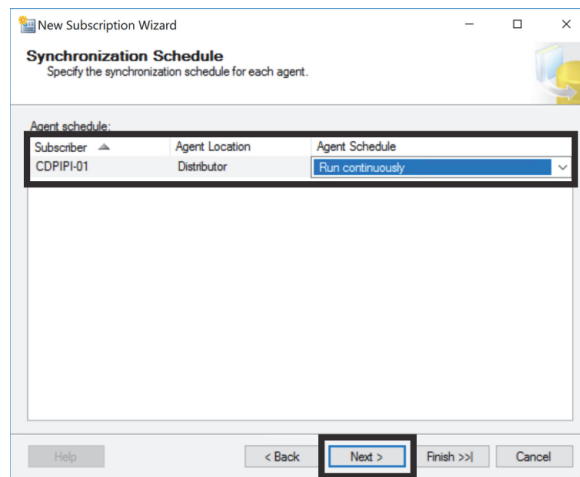 New Subscription Wizard
Synchronization Schedule
Specify the synchronization schedule for each agent.
Agent schedule:
Subscriber Agent Location Agent Schedule
CDPIPI-01 Distributor Run continuously
Help < Back Next > Finish >>| Cancel